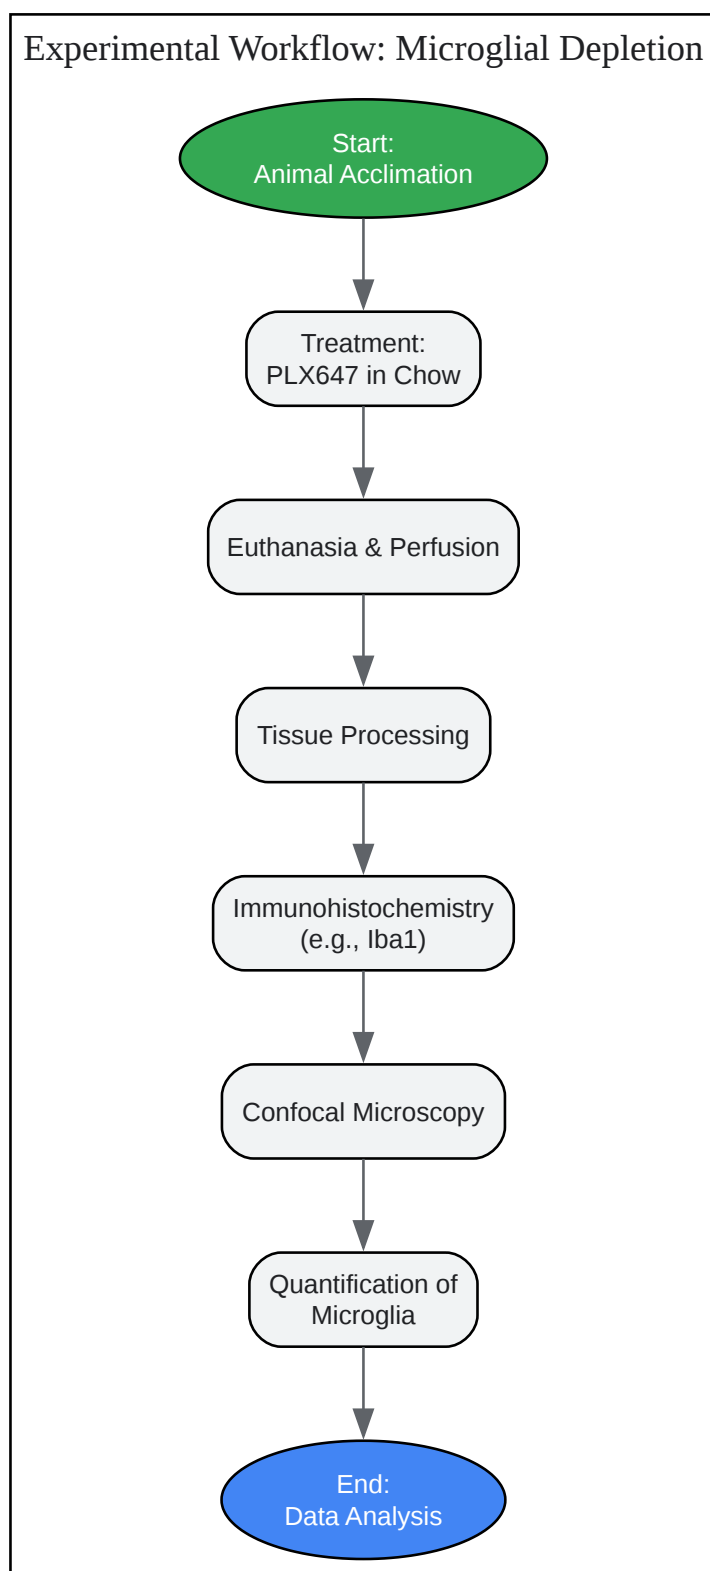 Experimental Workflow: Microglial Depletion
Start:
Animal Acclimation
Treatment:
PLX647 in Chow
Euthanasia & Perfusion
Tissue Processing
Immunohistochemistry
(e.g., Iba1)
Confocal Microscopy
Quantification of
Microglia
End:
Data Analysis